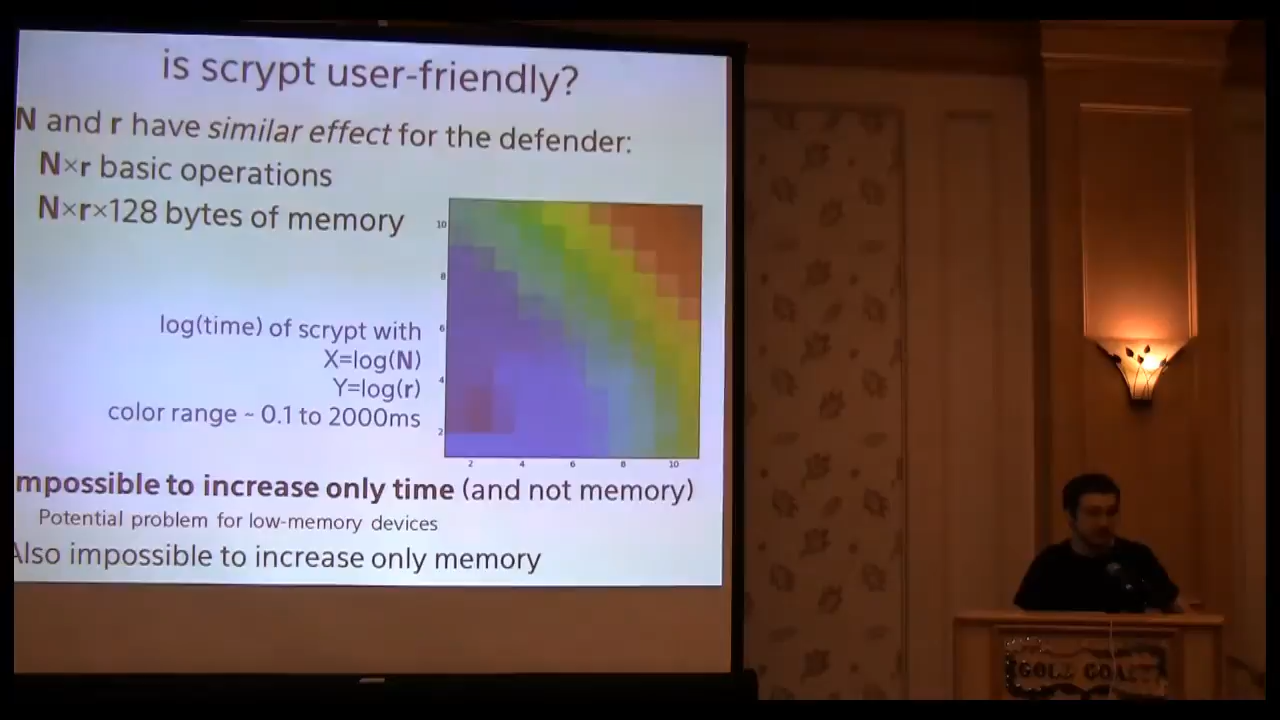 is scrypt user-friendly?
N and r have similar effect for the defender:
N×r basic operations
N×r×128 bytes of memory
10
8
6
4
2
2 4 6 8 10
log(time) of scrypt with
X=log(N)
Y=log(r)
color range ~ 0.1 to 2000ms
mpossible to increase only time (and not memory)
Potential problem for low-memory devices
Also impossible to increase only memory
GOLD COAST